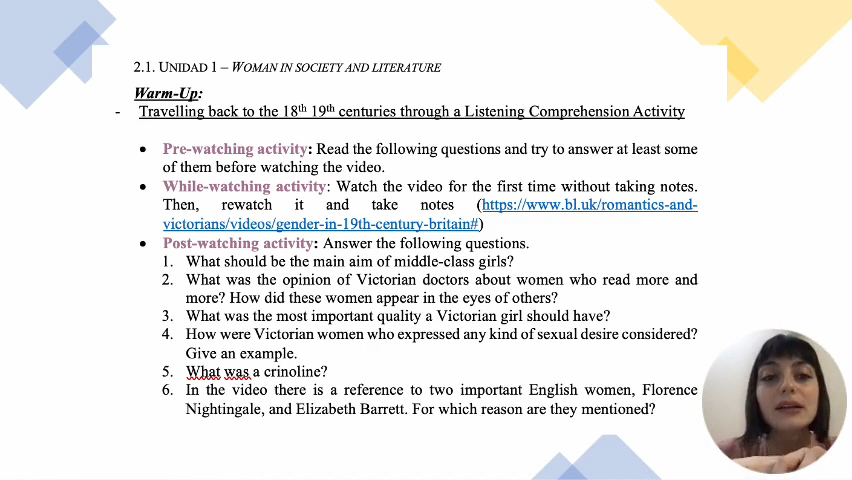 2.1. UNIDAD 1 – WOMAN IN SOCIETY AND LITERATURE
Warm-Up:
- Travelling back to the 18th 19th centuries through a Listening Comprehension Activity
• Pre-watching activity: Read the following questions and try to answer at least some
of them before watching the video.
• While-watching activity: Watch the video for the first time without taking notes.
Then, rewatch it and take notes (https://www.bl.uk/romantics-and-
victorians/videos/gender-in-19th-century-britain#)
• Post-watching activity: Answer the following questions.
1. What should be the main aim of middle-class girls?
2. What was the opinion of Victorian doctors about women who read more and
more? How did these women appear in the eyes of others?
3. What was the most important quality a Victorian girl should have?
4. How were Victorian women who expressed any kind of sexual desire considered?
Give an example.
5. What was a crinoline?
6. In the video there is a reference to two important English women, Florence
Nightingale, and Elizabeth Barrett. For which reason are they mentioned?